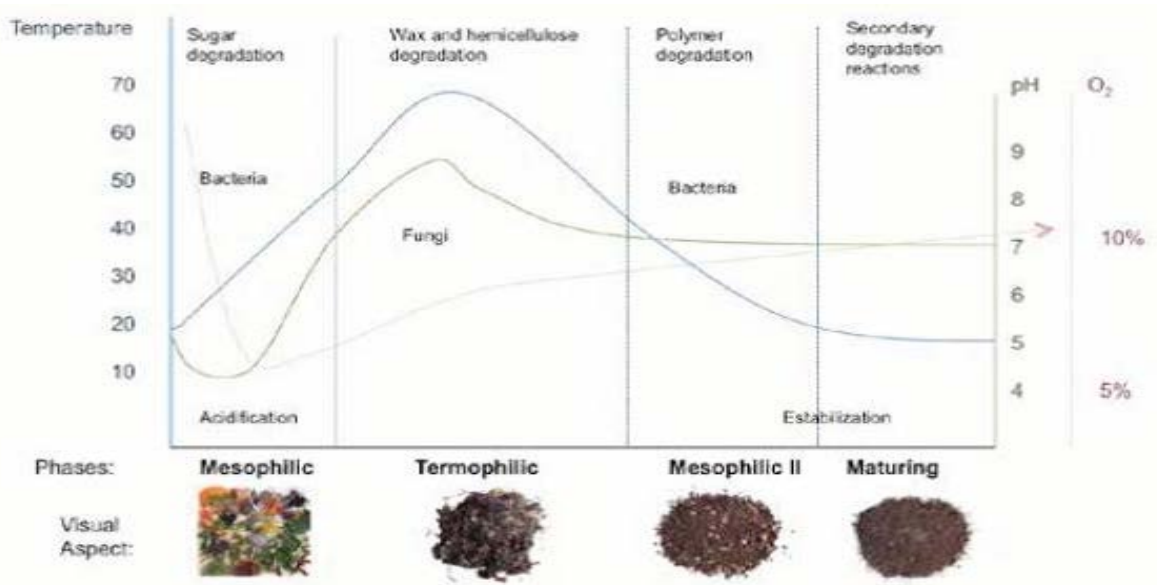 Temperature
Sugar
degradation
Wax and hemicellulose
degradation
Polymer
degradation
Secondary
degradation
reactions
pH
O₂
70
60
50
40
30
20
10
Bacteria
Fungi
Bacteria
9
8
7
6
5
4
10%
5%
Acidification
Estabilization
Phases:
Mesophilic
Termophilic
Mesophilic II
Maturing
Visual
Aspect: